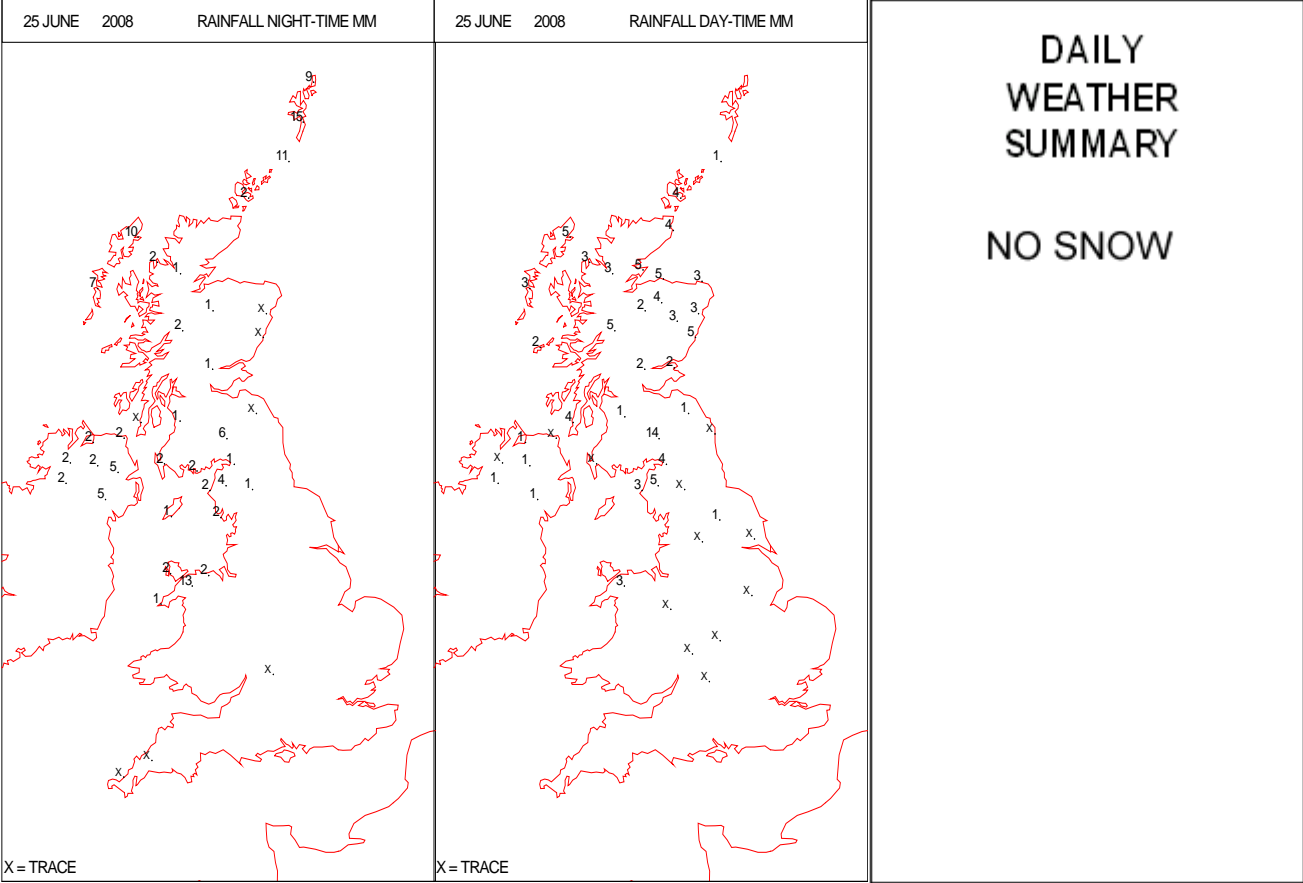 25 JUNE 2008 RAINFALL NIGHT-TIME MM
9.
15.
11.
2.
10.
2.
1.
7.
1. X.
2. X.
1.
X.
X. 1.
2. 2. 6.
2. 2. 5. 2. 2. 1.
2. 2. 4. 1.
5.
1. 2.
2. 2.
13.
1.
X.
X.
X.
X = TRACE
25 JUNE 2008 RAINFALL DAY-TIME MM
1.
4.
4.
5.
3. 3. 5. 5. 3.
3.
2. 4. 3.
3.
5. 5.
2.
2. 2.
1. 1.
4.
1. X. 14. X.
X. 1. X. 4.
1. 3. 5. X.
1.
1.
X. X.
3.
X. X.
X. X.
X.
X = TRACE
DAILY
WEATHER
SUMMARY
NO SNOW